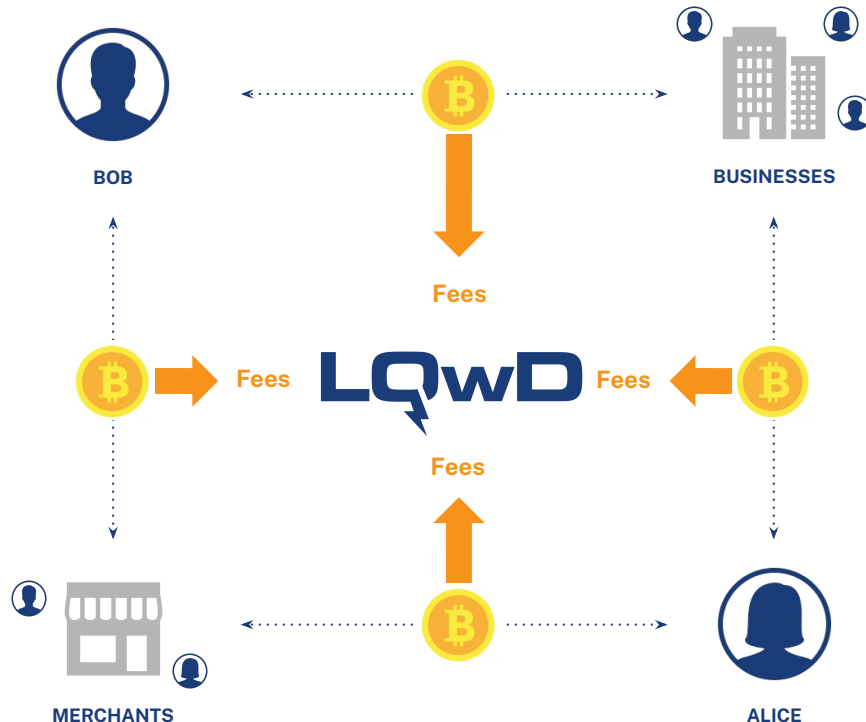 BOB
BUSINESSES
Fees
Fees
LQwD
Fees
Fees
MERCHANTS
ALICE